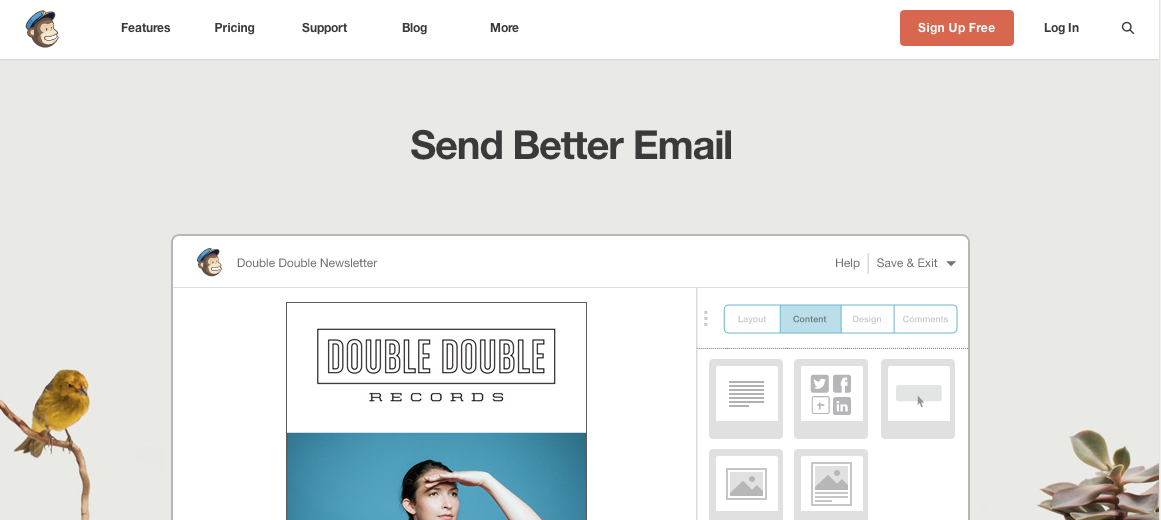 Features Pricing Support Blog More Sign Up Free Log In
Send Better Email
Double Double Newsletter Help Save & Exit
Layout Content Design Comments
DOUBLE DOUBLE
RECORDS